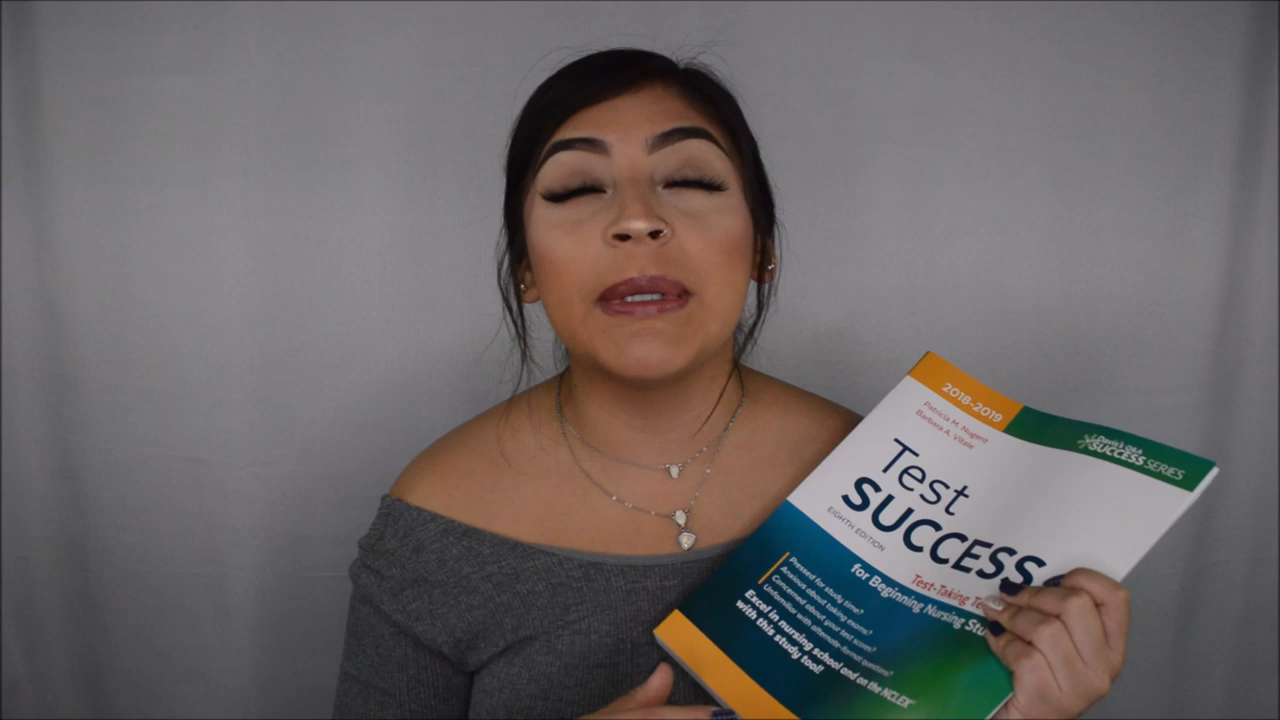 2018-2019
Patricia M. Nugent
Barbara A. Vitale
Davis's Q&A
SUCCESS SERIES
Test
SUCCESS
EIGHTH EDITION
Test-Taking
for Beginning Nursing
Pressed for study time?
Anxious about taking exams?
Concerned about your test scores?
Unfamiliar with alternate-format questions?
Excel in nursing school and on the NCLEX®
with this study tool!